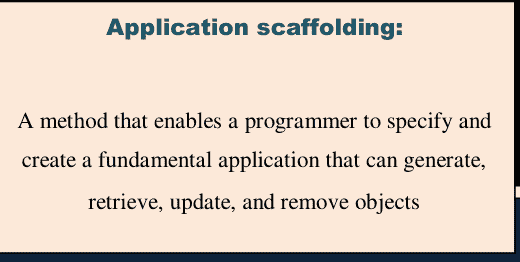 Application scaffolding:
A method that enables a programmer to specify and
create a fundamental application that can generate,
retrieve, update, and remove objects